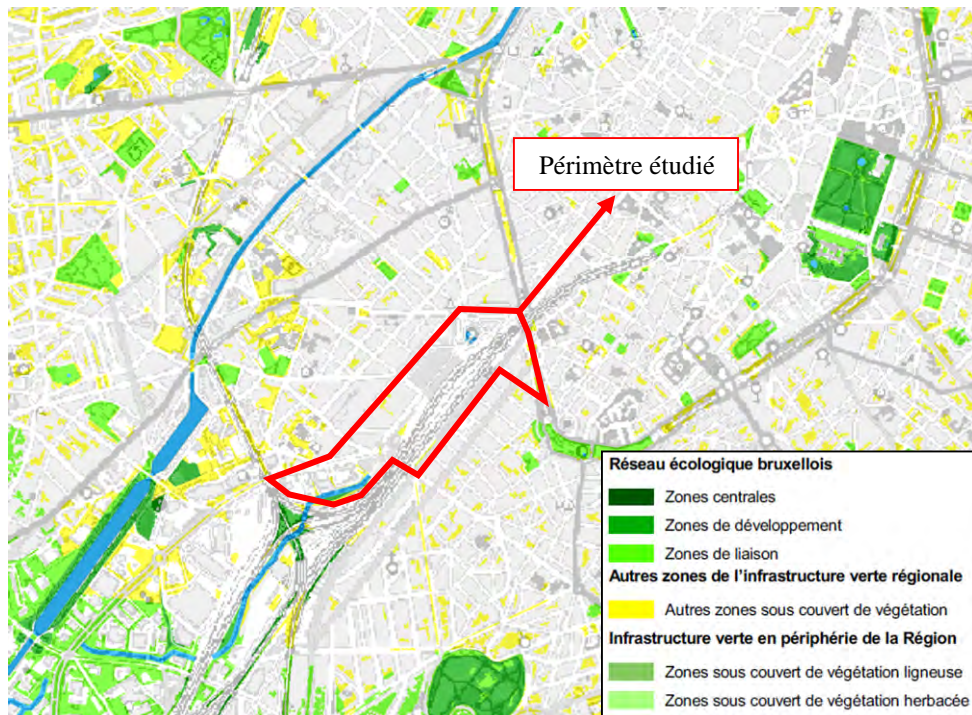 Périmètre étudié
Réseau écologique bruxellois
Zones centrales
Zones de développement
Zones de liaison
Autres zones de l'infrastructure verte régionale
Autres zones sous couvert de végétation
Infrastructure verte en périphérie de la Région
Zones sous couvert de végétation ligneuse
Zones sous couvert de végétation herbacée